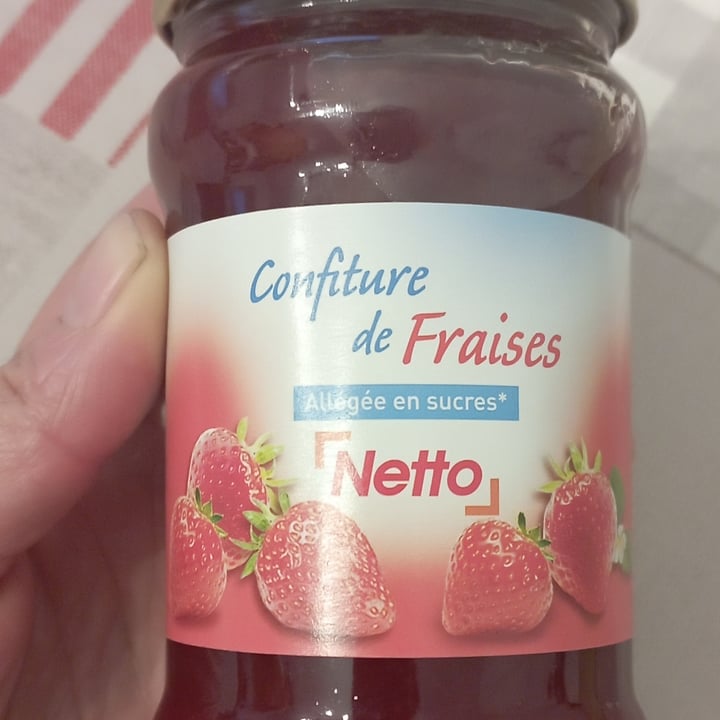 Confiture
de Fraises
Allégée en sucres*
Netto